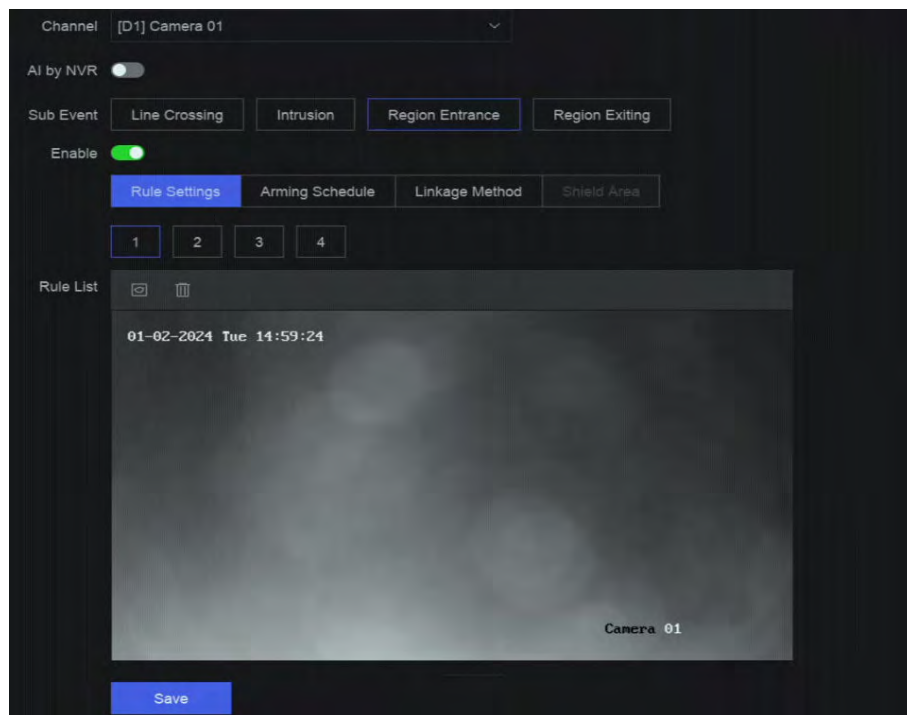 Channel [D1] Camera 01
AI by NVR
Sub Event Line Crossing Intrusion Region Entrance Region Exiting
Enable
Rule Settings Arming Schedule Linkage Method Shield Area
1 2 3 4
Rule List
01-02-2024 Tue 14:59:24
Camera 01
Save